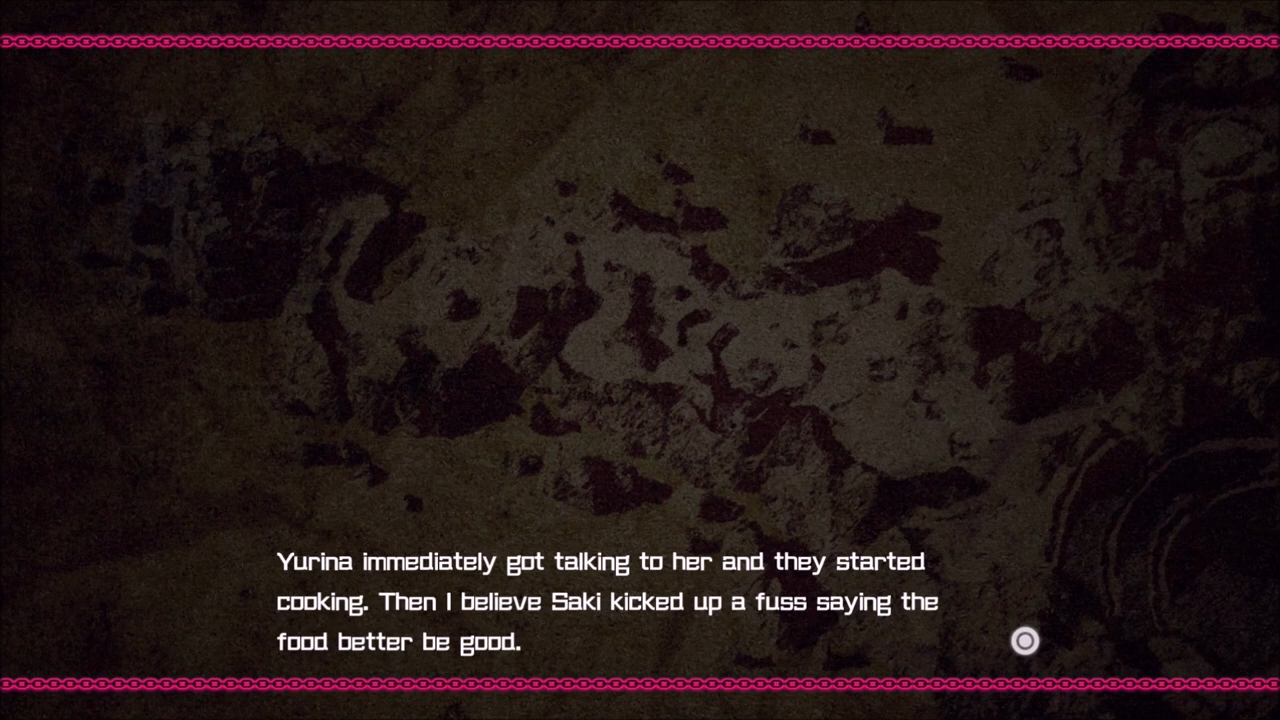 Yurina immediately got talking to her and they started
cooking. Then I believe Saki kicked up a fuss saying the
food better be good.